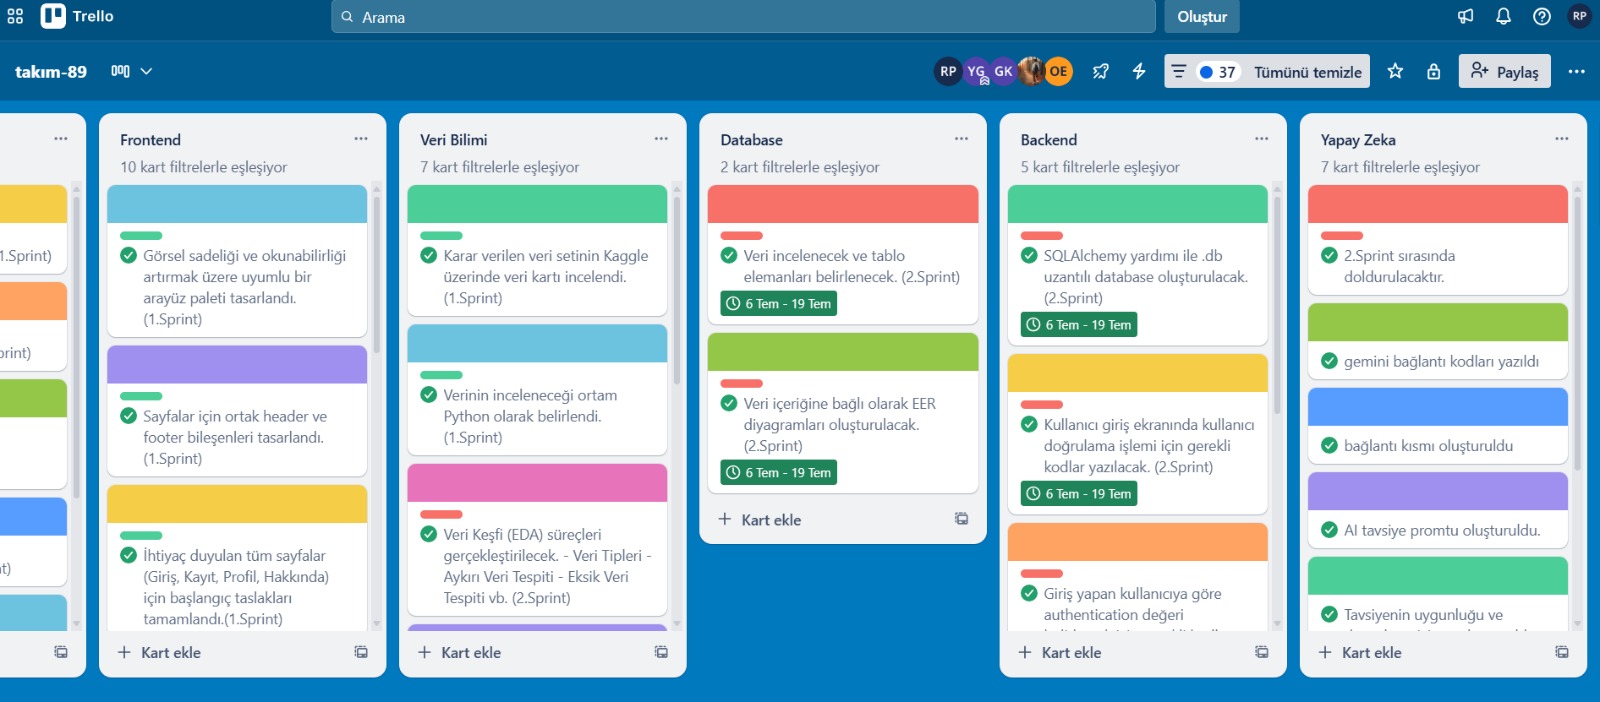 Trello
Arama
Oluştur
RP
takım-89
RP
YG
GK
OE
37
Tümünü temizle
Paylaş
1.Sprint)
Frontend
10 kart filtrelerle eşleşiyor
Görsel sadeliği ve okunabilirliği
artırmak üzere uyumlu bir
arayüz paleti tasarlandı.
(1.Sprint)
Sayfalar için ortak header ve
footer bileşenleri tasarlandı.
(1.Sprint)
İhtiyaç duyulan tüm sayfalar
(Giriş, Kayıt, Profil, Hakkında)
için başlangıç taslakları
tamamlandı.(1.Sprint)
Kart ekle
Veri Bilimi
7 kart filtrelerle eşleşiyor
Karar verilen veri setinin Kaggle
üzerinde veri kartı incelendi.
(1.Sprint)
Verinin inceleneceği ortam
Python olarak belirlendi.
(1.Sprint)
Veri Keşfi (EDA) süreçleri
gerçekleştirilecek. - Veri Tipleri -
Aykırı Veri Tespiti - Eksik Veri
Tespiti vb. (2.Sprint)
Kart ekle
Database
2 kart filtrelerle eşleşiyor
Veri incelenecek ve tablo
elemanları belirlenecek. (2.Sprint)
6 Tem - 19 Tem
Veri içeriğine bağlı olarak EER
diyagramları oluşturulacak.
(2.Sprint)
6 Tem - 19 Tem
Kart ekle
Backend
5 kart filtrelerle eşleşiyor
SQLAlchemy yardımı ile .db
uzantılı database oluşturulacak.
(2.Sprint)
6 Tem - 19 Tem
Kullanıcı giriş ekranında kullanıcı
doğrulama işlemi için gerekli
kodlar yazılacak. (2.Sprint)
6 Tem - 19 Tem
Giriş yapan kullanıcıya göre
authentication değeri
Kart ekle
Yapay Zeka
7 kart filtrelerle eşleşiyor
2.Sprint sırasında
doldurulacaktır.
gemini bağlantı kodları yazıldı
bağlantı kısmı oluşturuldu
AI tavsiye promtu oluşturuldu.
Tavsiyenin uygunluğu ve
Kart ekle